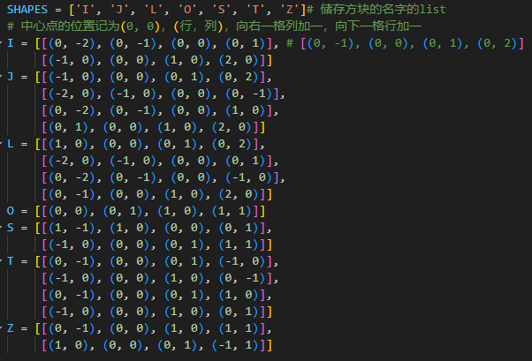 SHAPES = ['I', 'J', 'L', 'O', 'S', 'T', 'Z']# 储存方块的名字的list
# 中心点的位置记为(0, 0)，(行，列)，向右一格列加一，向下一格行加一
I = [[(0, -2), (0, -1), (0, 0), (0, 1)], # [(0, -1), (0, 0), (0, 1), (0, 2)]
[(-1, 0), (0, 0), (1, 0), (2, 0)]]
J = [[(-1, 0), (0, 0), (0, 1), (0, 2)],
[(-2, 0), (-1, 0), (0, 0), (0, -1)],
[(0, -2), (0, -1), (0, 0), (1, 0)],
[(0, 1), (0, 0), (1, 0), (2, 0)]]
L = [[(1, 0), (0, 0), (0, 1), (0, 2)],
[(-2, 0), (-1, 0), (0, 0), (0, 1)],
[(0, -2), (0, -1), (0, 0), (-1, 0)],
[(0, -1), (0, 0), (1, 0), (2, 0)]]
O = [[(0, 0), (0, 1), (1, 0), (1, 1)]]
S = [[(1, -1), (1, 0), (0, 0), (0, 1)],
[(-1, 0), (0, 0), (0, 1), (1, 1)]]
T = [[(0, -1), (0, 0), (0, 1), (-1, 0)],
[(-1, 0), (0, 0), (1, 0), (0, -1)],
[(0, -1), (0, 0), (0, 1), (1, 0)],
[(-1, 0), (0, 0), (1, 0), (0, 1)]]
Z = [[(0, -1), (0, 0), (1, 0), (1, 1)],
[(1, 0), (0, 0), (0, 1), (-1, 1)]]